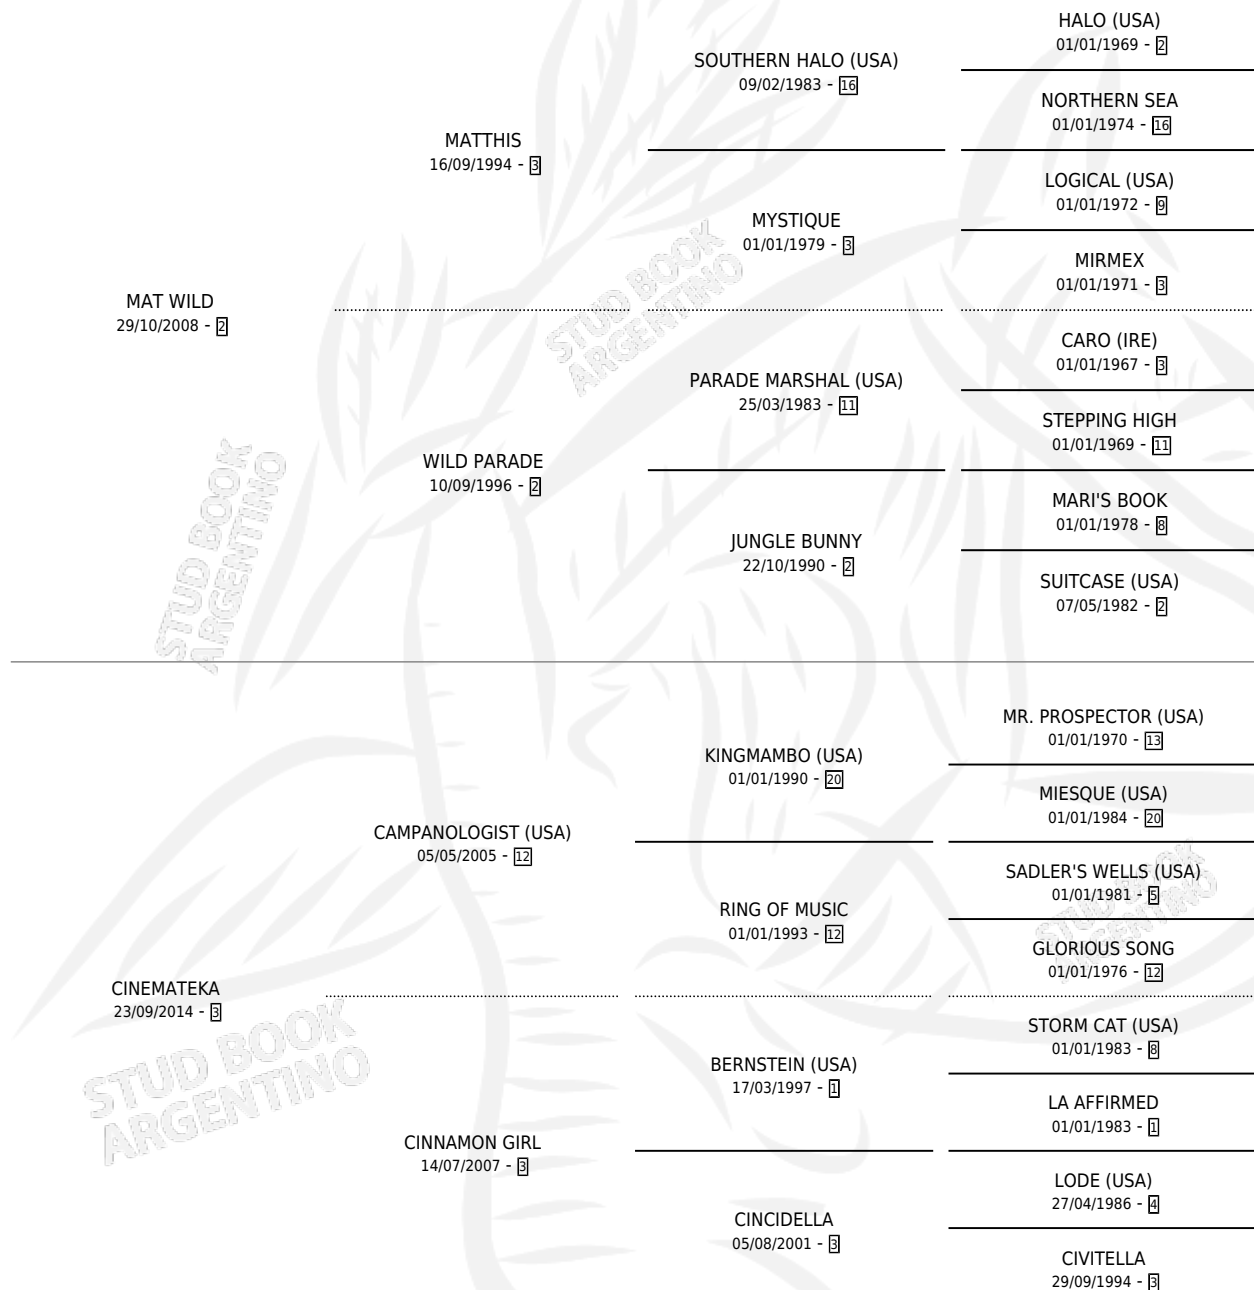 HALO (USA)
01/01/1969 - 2
SOUTHERN HALO (USA)
09/02/1983 - 16
NORTHERN SEA
01/01/1974 - 16
MATTHIS
16/09/1994 - 3
LOGICAL (USA)
01/01/1972 - 9
MYSTIQUE
01/01/1979 - 3
MIRMEX
01/01/1971 - 3
MAT WILD
29/10/2008 - 2
CARO (IRE)
01/01/1967 - 3
PARADE MARSHAL (USA)
25/03/1983 - 11
STEPPING HIGH
01/01/1969 - 11
WILD PARADE
10/09/1996 - 2
MARI'S BOOK
01/01/1978 - 8
JUNGLE BUNNY
22/10/1990 - 2
SUITCASE (USA)
07/05/1982 - 2
MR. PROSPECTOR (USA)
01/01/1970 - 13
KINGMAMBO (USA)
01/01/1990 - 20
MIESQUE (USA)
01/01/1984 - 20
CAMPANOLOGIST (USA)
05/05/2005 - 12
SADLER'S WELLS (USA)
01/01/1981 - 5
RING OF MUSIC
01/01/1993 - 12
GLORIOUS SONG
01/01/1976 - 12
CINEMATEKA
23/09/2014 - 3
STORM CAT (USA)
01/01/1983 - 8
BERNSTEIN (USA)
17/03/1997 - 1
LA AFFIRMED
01/01/1983 - 1
CINNAMON GIRL
14/07/2007 - 3
LODE (USA)
27/04/1986 - 4
CINCIDELLA
05/08/2001 - 3
CIVITELLA
29/09/1994 - 3
STUD BOOK
ARGENTINO
STUD BOOK
ARGENTINO
STUD BOOK
ARGENTINO
STUD BOOK
ARGENTINO